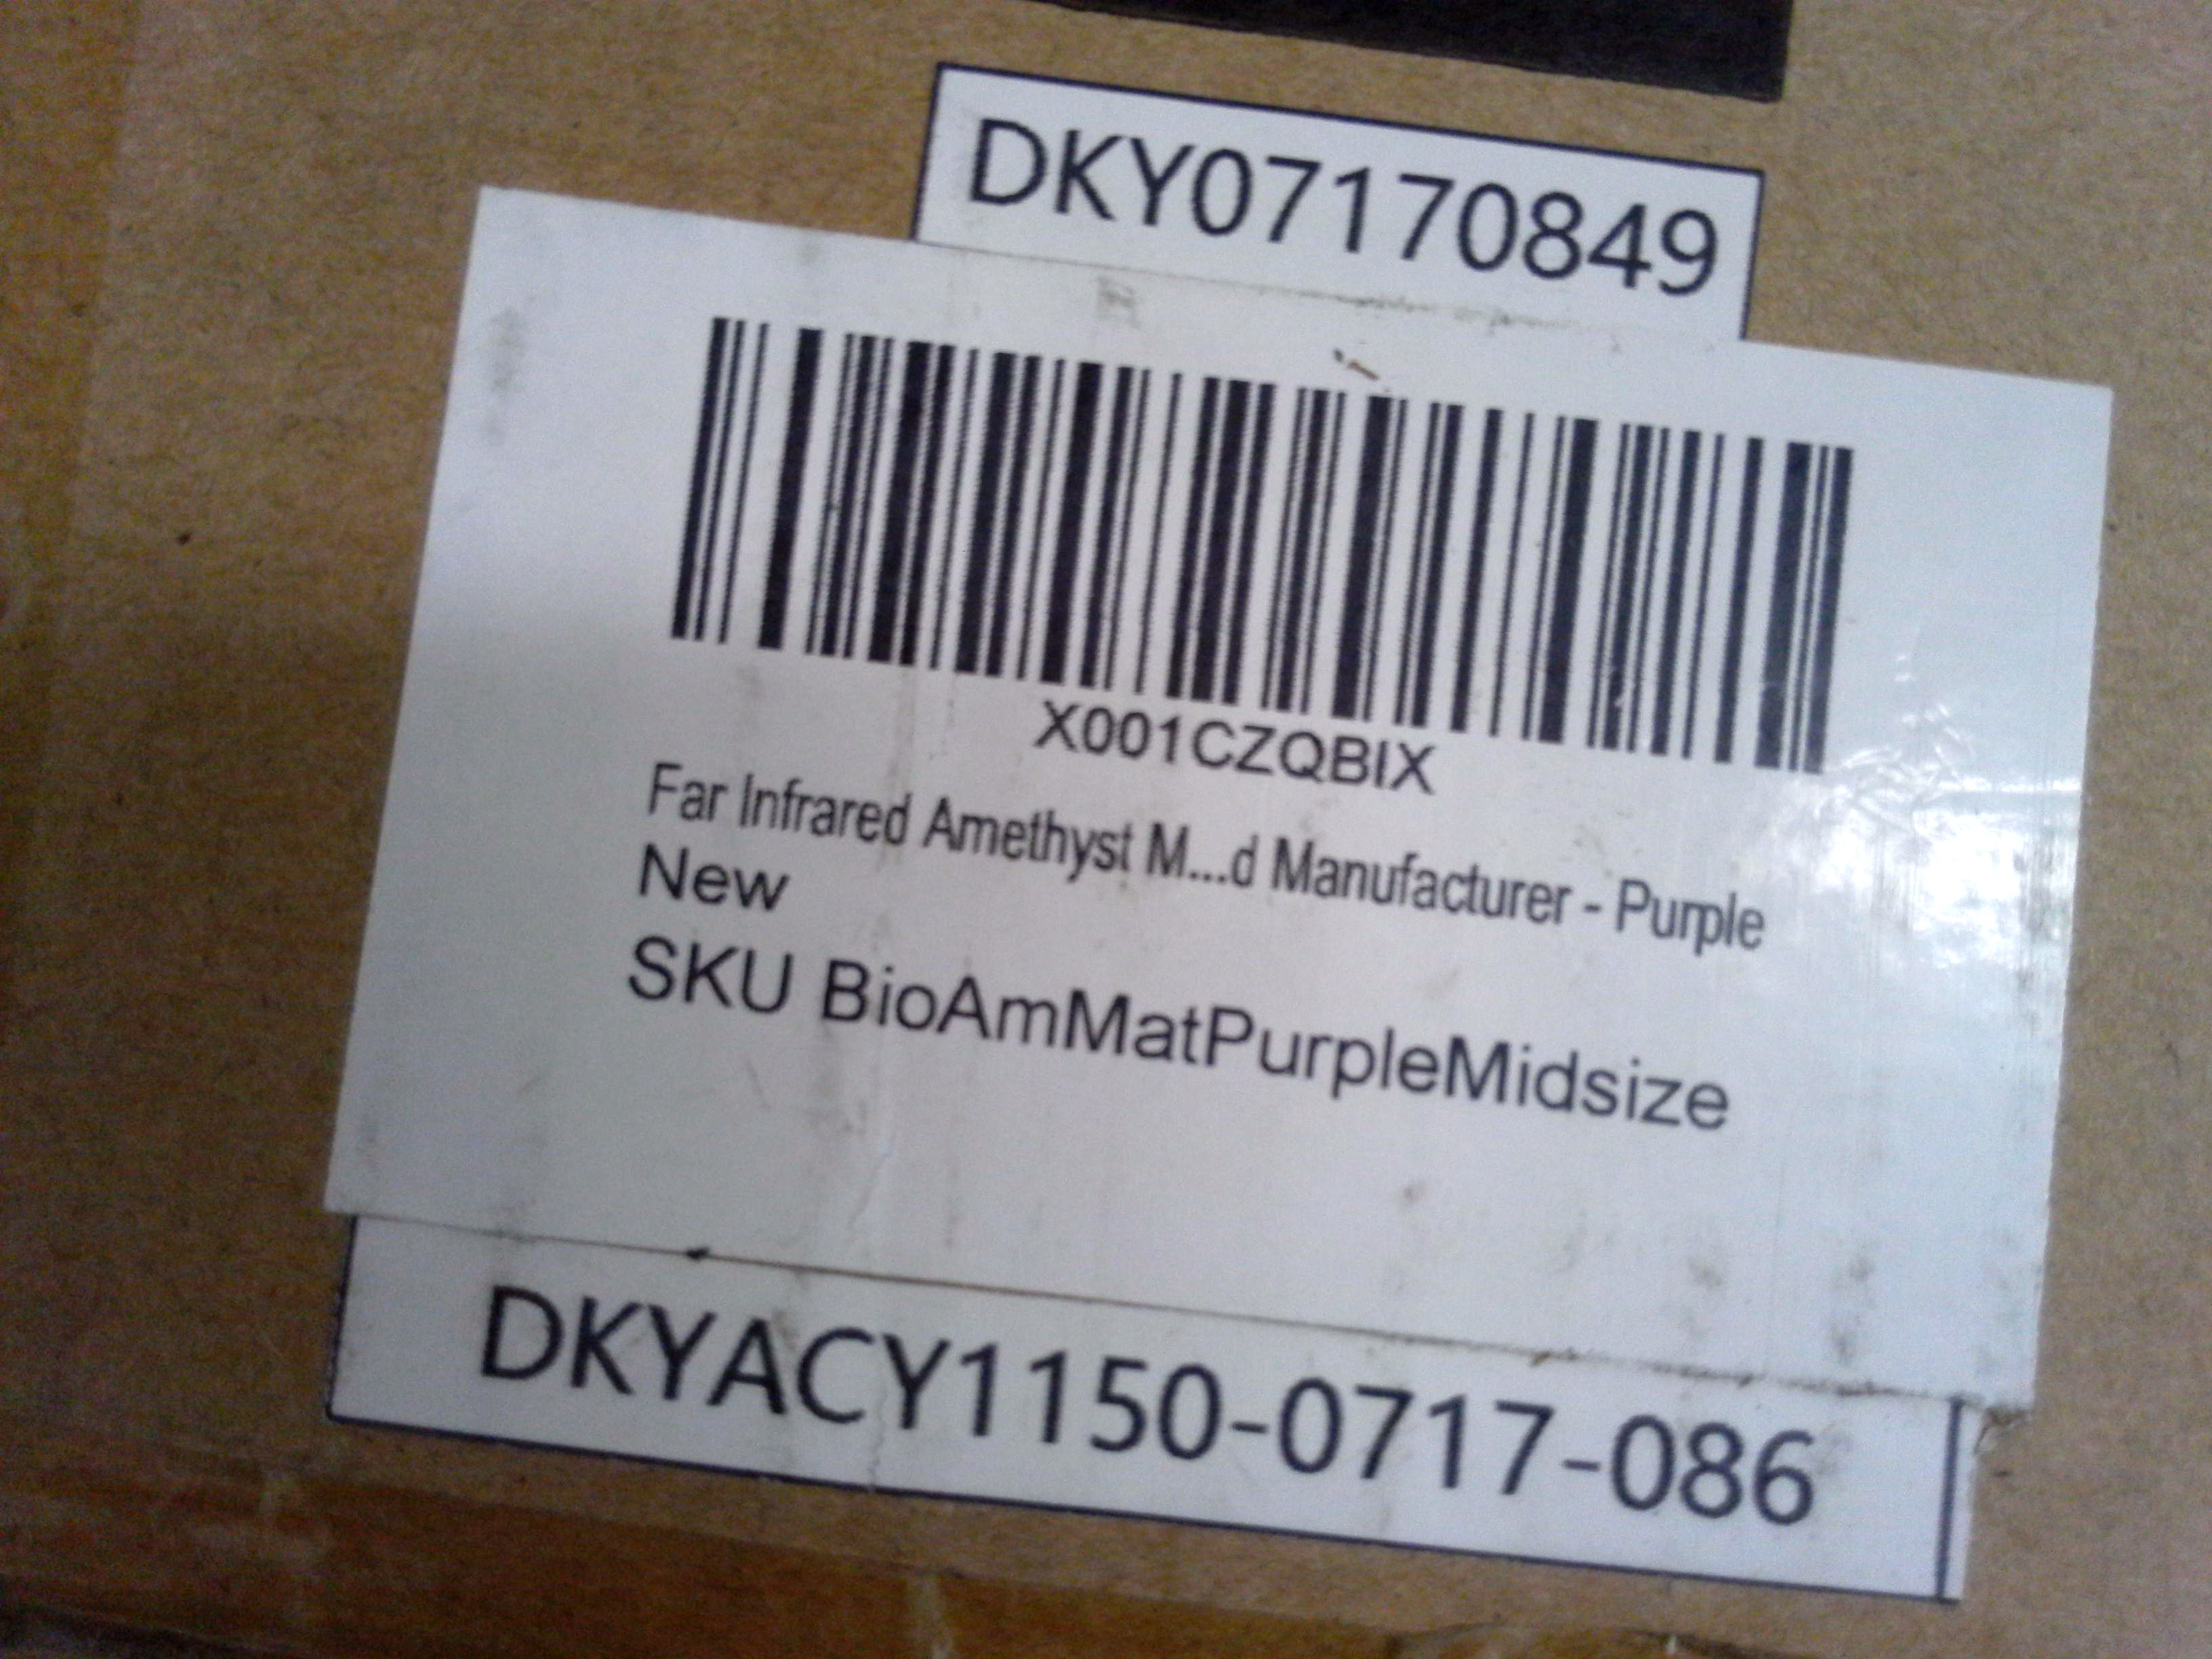 DKY07170849
X001CZQBIX
Far Infrared Amethyst M...d Manufacturer - Purple
New
SKU BioAmMatPurpleMidsize
DKYACY1150-0717-086